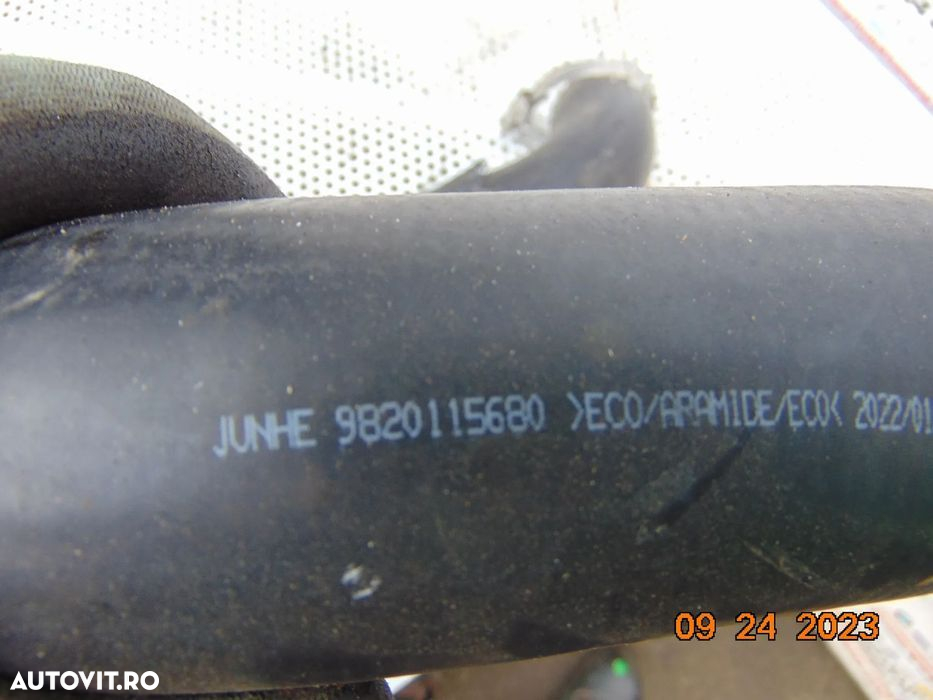 JUNHE 9820115680 >ECO/ARAMIDE/ECO< 2022/01
09 24 2023
AUTOVIT.RO